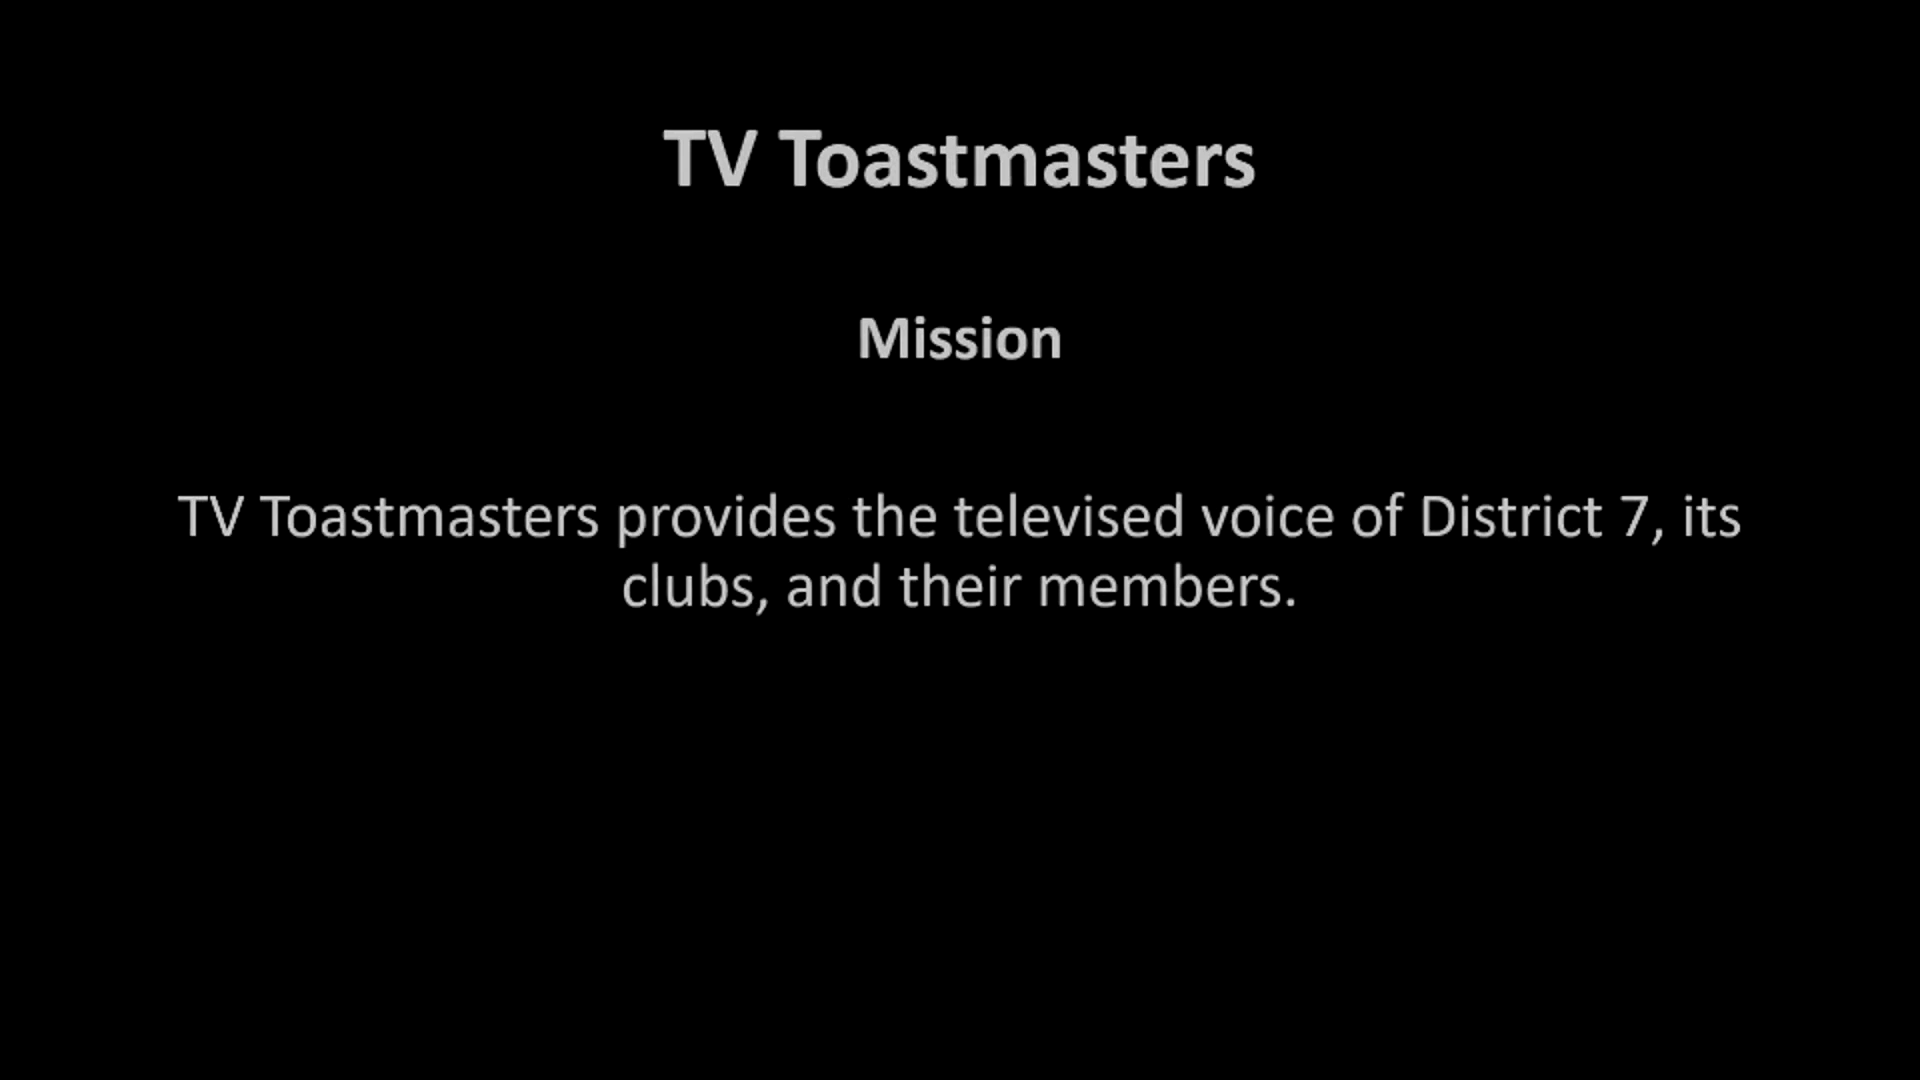 TV Toastmasters
Mission
TV Toastmasters provides the televised voice of District 7, its
clubs, and their members.